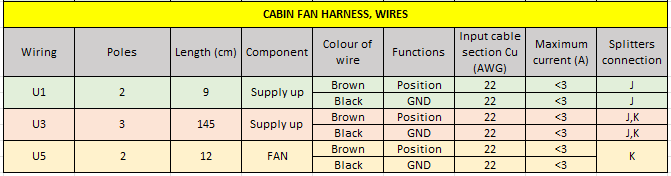 CABIN FAN HARNESS, WIRES
Wiring Poles Length (cm) Component Colour of wire Functions Input cable section Cu (AWG) Maximum current (A) Splitters connection
U1 2 9 Supply up Brown Position 22 <3 J
Black GND 22 <3 J
U3 3 145 Supply up Brown Position 22 <3 J,K
Black GND 22 <3 J,K
U5 2 12 FAN Brown Position 22 <3 K
Black GND 22 <3